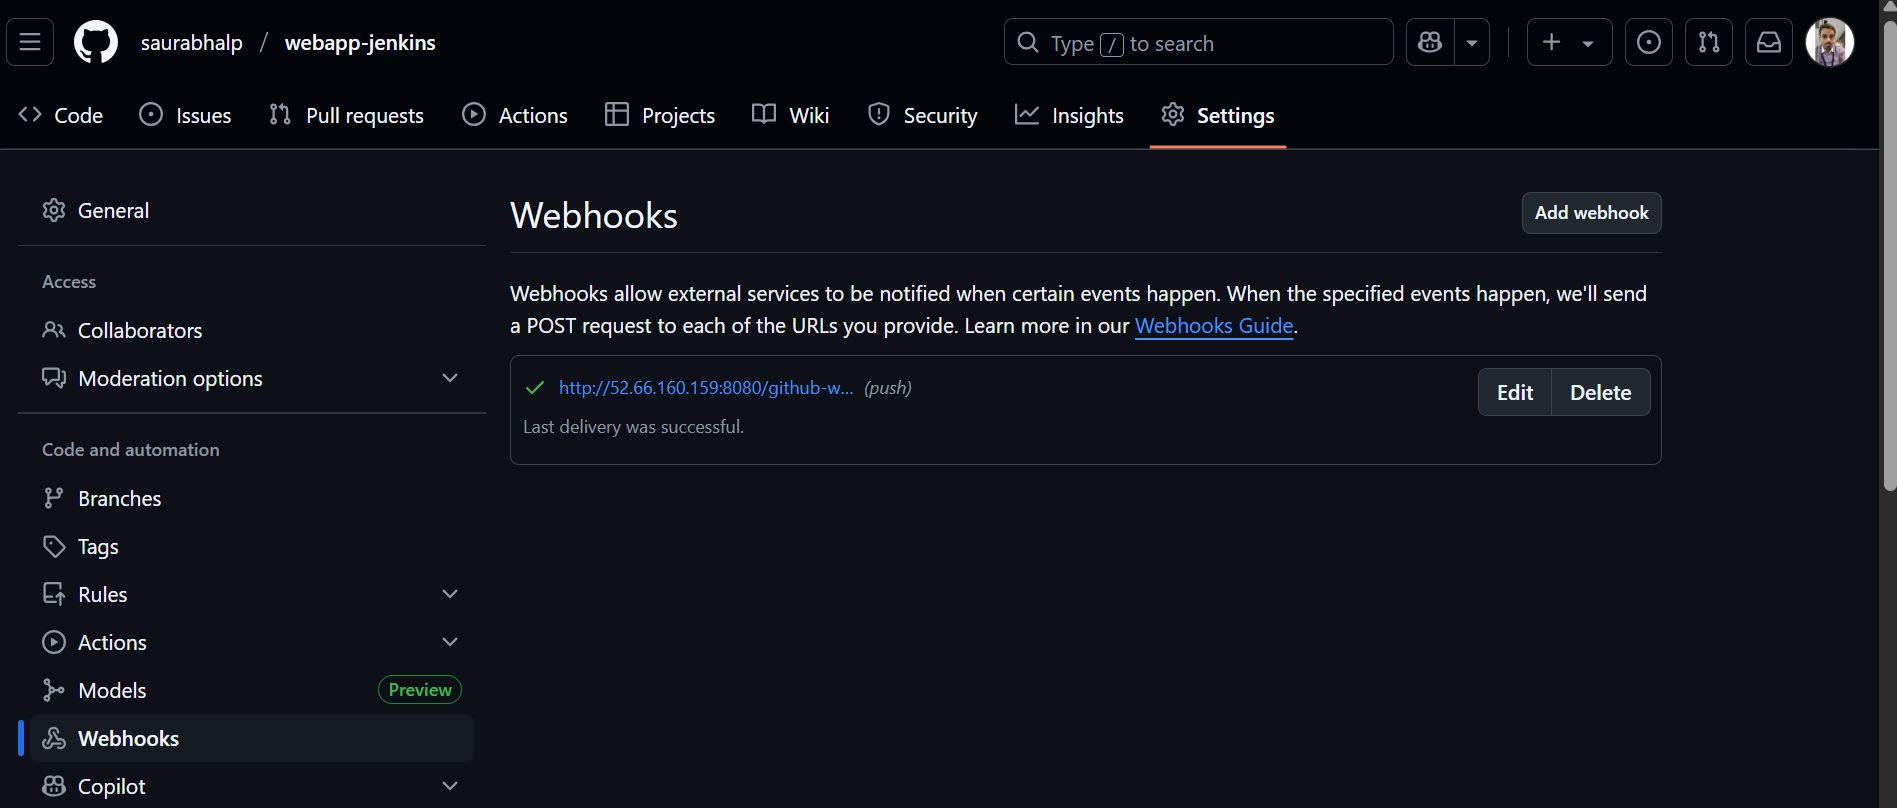 saurabhalp / webapp-jenkins
Type / to search
Code
Issues
Pull requests
Actions
Projects
Wiki
Security
Insights
Settings
General
Access
Collaborators
Moderation options
Code and automation
Branches
Tags
Rules
Actions
Models
Preview
Webhooks
Copilot
Webhooks
Add webhook
Webhooks allow external services to be notified when certain events happen. When the specified events happen, we'll send
a POST request to each of the URLs you provide. Learn more in our Webhooks Guide.
http://52.66.160.159:8080/github-w... (push)
Edit
Delete
Last delivery was successful.